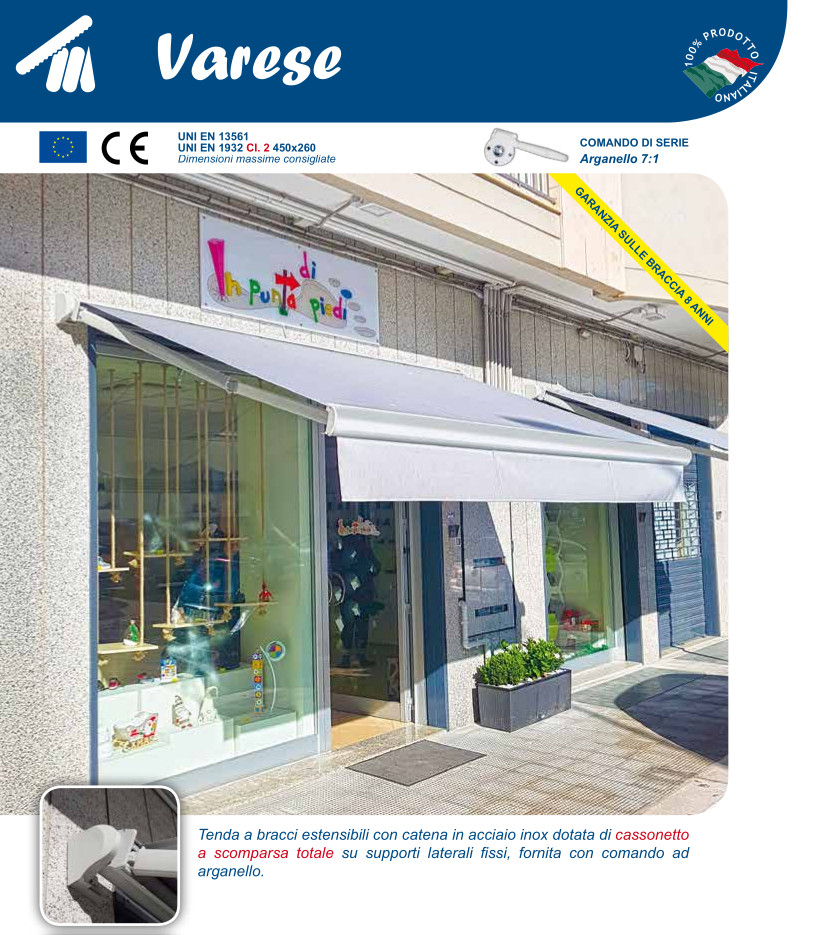 Varese
100% PRODOTTO ITALIANO
UNI EN 13561
UNI EN 1932 Cl. 2 450x260
Dimensioni massime consigliate
COMANDO DI SERIE
Arganello 7:1
GARANZIA SULLE BRACCIA 8 ANNI
di
In punta piedi
Tenda a bracci estensibili con catena in acciaio inox dotata di cassonetto
a scomparsa totale su supporti laterali fissi, fornita con comando ad
arganello.